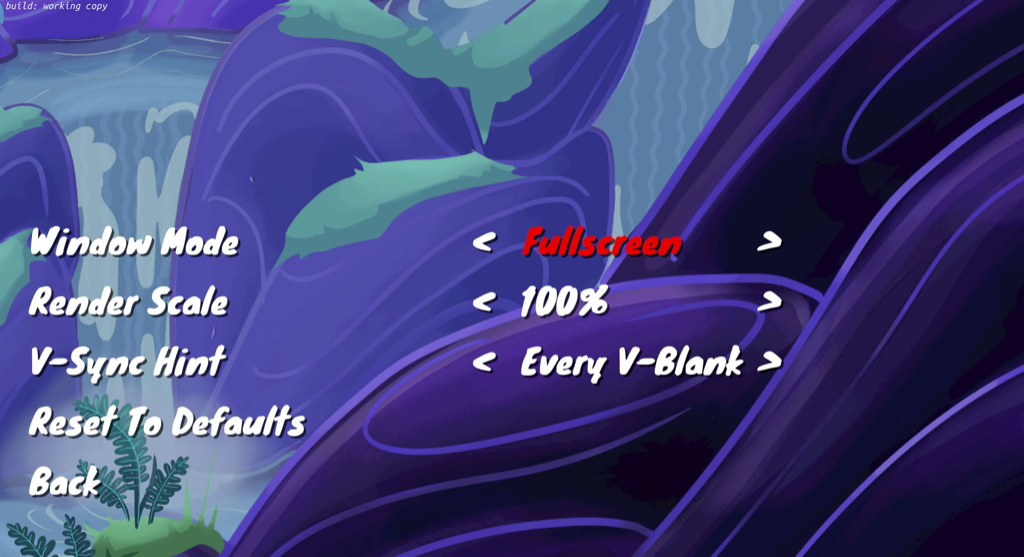 build: working copy
Window Mode < Fullscreen >
Render Scale < 100% >
V-Sync Hint < Every V-Blank >
Reset To Defaults
Back